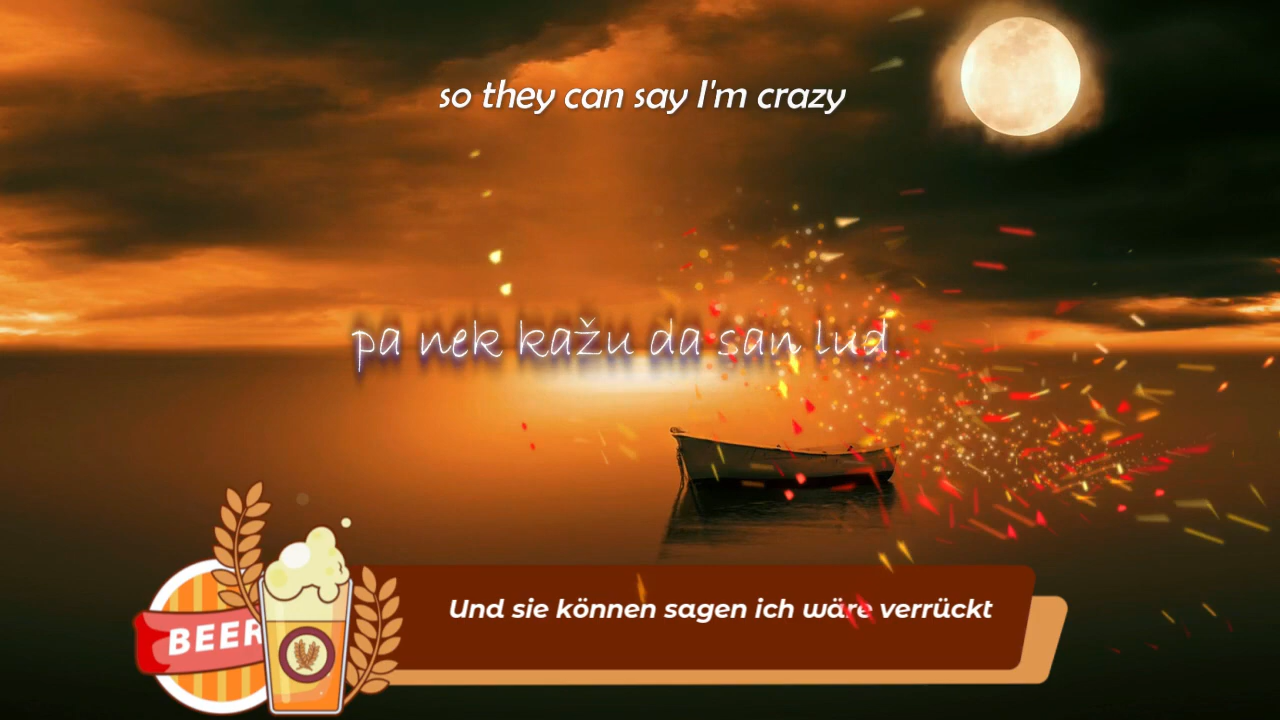 so they can say I'm crazy
pa nek kažu da san lud
Und sie können sagen ich wäre verrückt
BEER